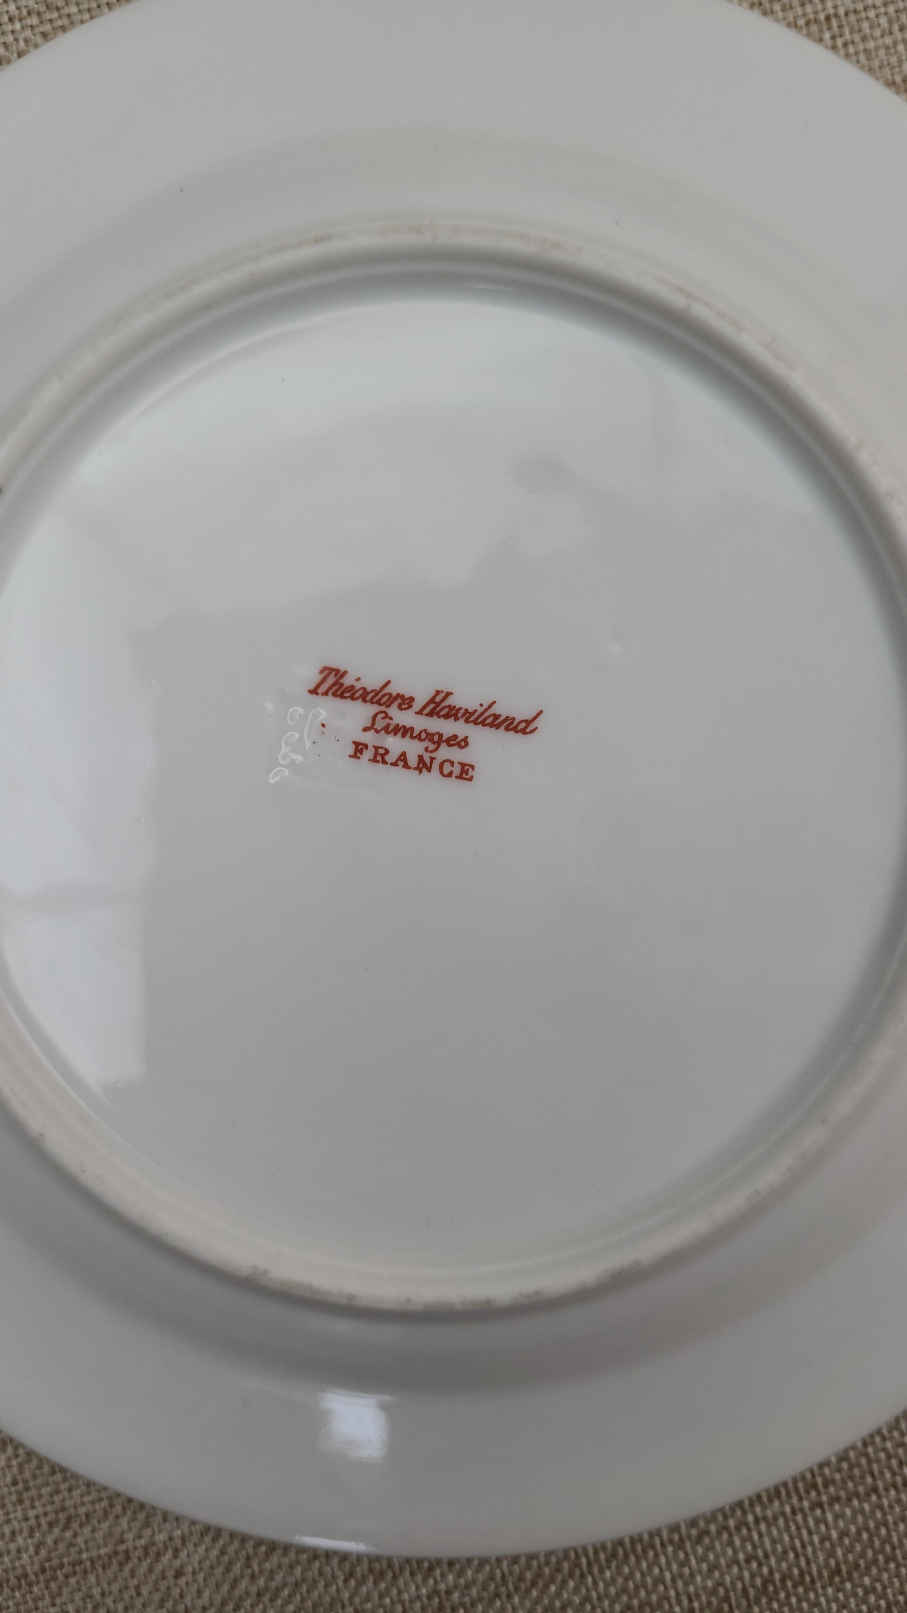 Théodore Haviland
Limoges
FRANCE